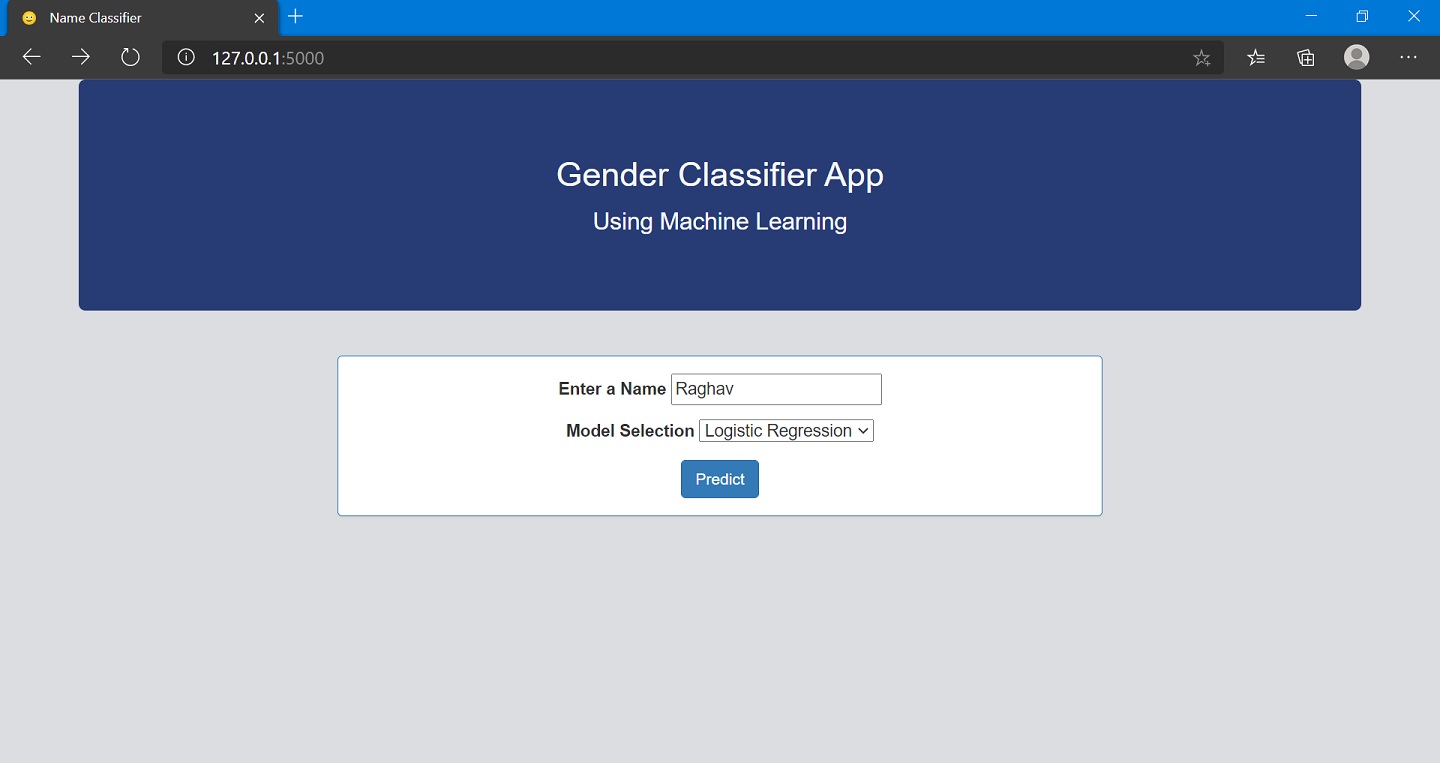 Name Classifier
127.0.0.1:5000
Gender Classifier App
Using Machine Learning
Enter a Name Raghav
Model Selection Logistic Regression
Predict